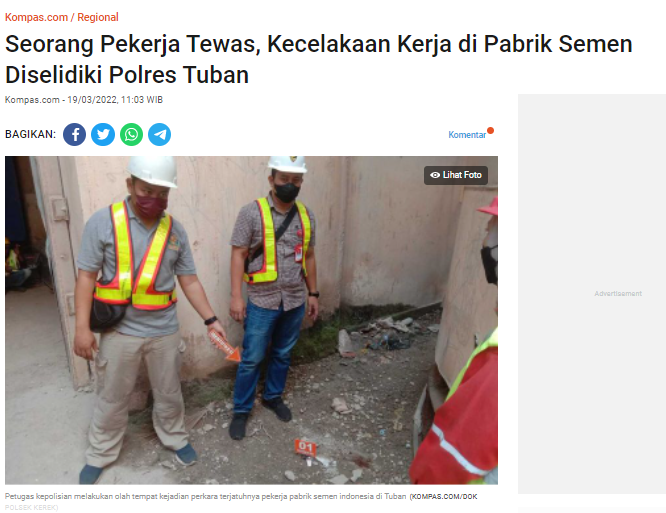 Kompas.com / Regional
Seorang Pekerja Tewas, Kecelakaan Kerja di Pabrik Semen
Diselidiki Polres Tuban
Kompas.com - 19/03/2022, 11:03 WIB
BAGIKAN:
Komentar
Lihat Foto
Advertisement
01
Petugas kepolisian melakukan olah tempat kejadian perkara terjatuhnya pekerja pabrik semen indonesia di Tuban (KOMPAS.COM/DOK
POLSEK KEREK)